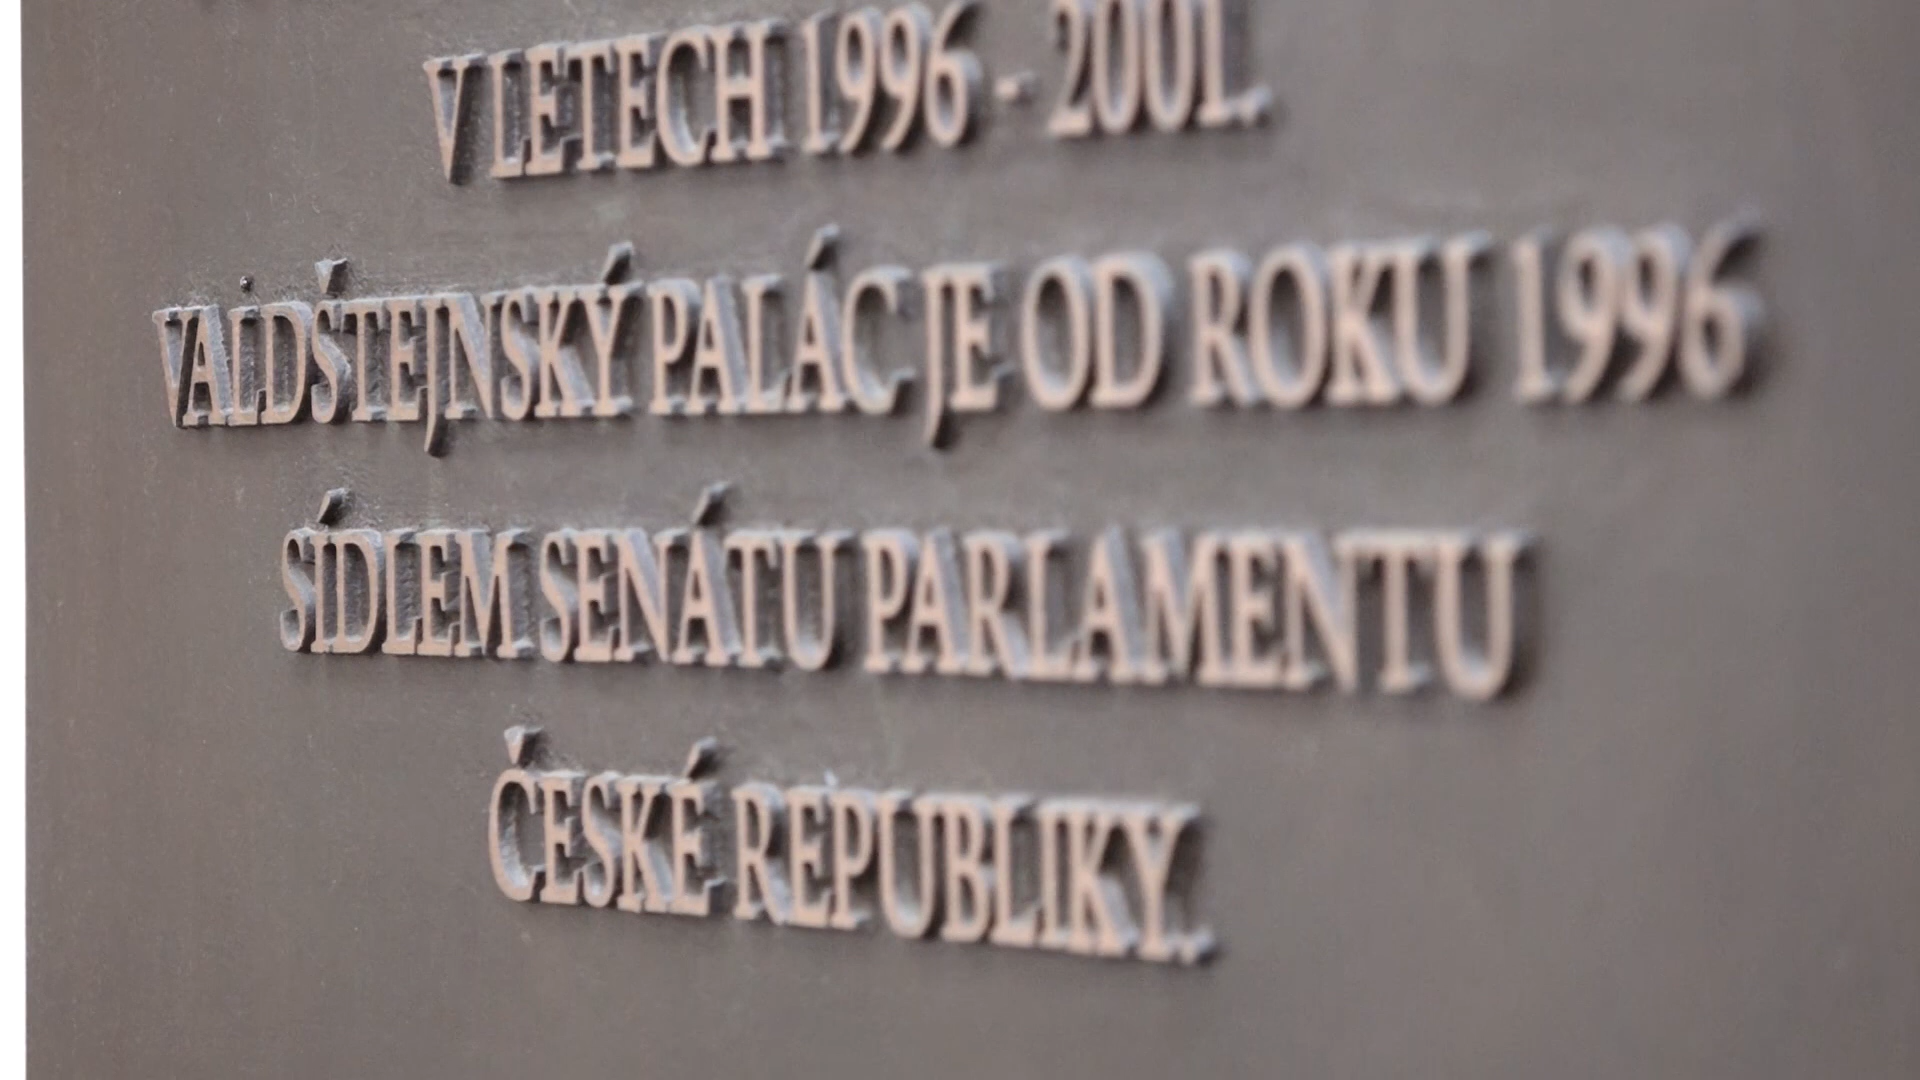 V LETECH 1996 - 2001.
VALDŠTEJNSKÝ PALÁC JE OD ROKU 1996
SÍDLEM SENÁTU PARLAMENTU
ČESKÉ REPUBLIKY.